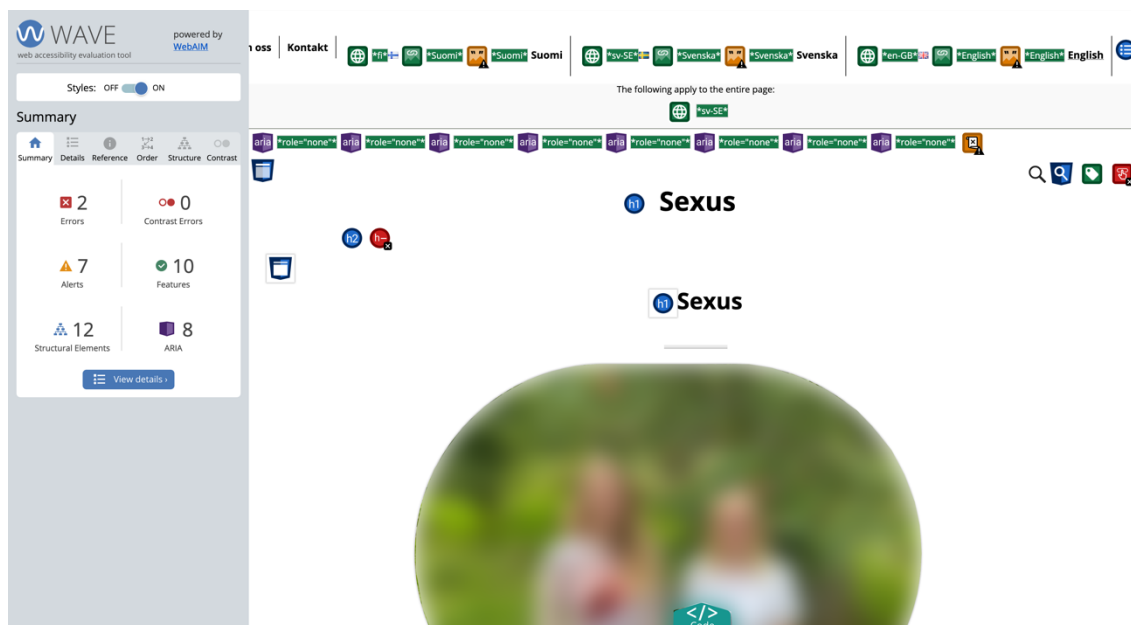 WAVE
web accessibility evaluation tool
powered by
WebAIM
Styles: OFF ON
Summary
Summary Details Reference Order Structure Contrast
2
Errors
0
Contrast Errors
7
Alerts
10
Features
12
Structural Elements
8
ARIA
View details ›
oss Kontakt *fi* *Suomi* *Suomi* Suomi *sv-SE* *Svenska* *Svenska* Svenska *en-GB* *English* *English* English
The following apply to the entire page:
*sv-SE*
aria *role="none"* aria *role="none"* aria *role="none"* aria *role="none"* aria *role="none"* aria *role="none"* aria *role="none"* aria *role="none"*
h1 Sexus
h2 h–
h1 Sexus
</>
Code